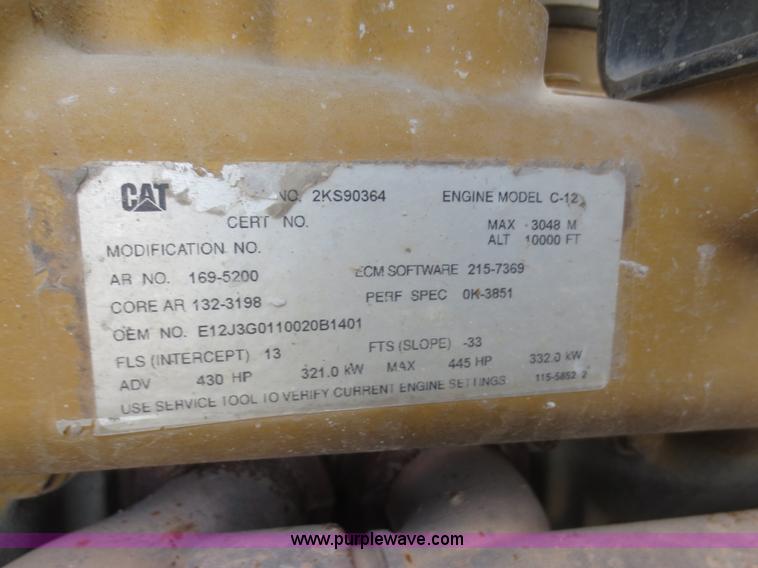 CAT NO. 2KS90364 ENGINE MODEL C-12
CERT NO. MAX 3048 M
MODIFICATION NO. ALT 10000 FT
AR NO. 169-5200 ECM SOFTWARE 215-7369
CORE AR 132-3198 PERF SPEC 0K-3851
OEM NO. E12J3G0110020B1401
FLS (INTERCEPT) 13 FTS (SLOPE) -33
ADV 430 HP 321.0 KW MAX 445 HP 332.0 KW
USE SERVICE TOOL TO VERIFY CURRENT ENGINE SETTINGS 115-5852 2
www.purplewave.com